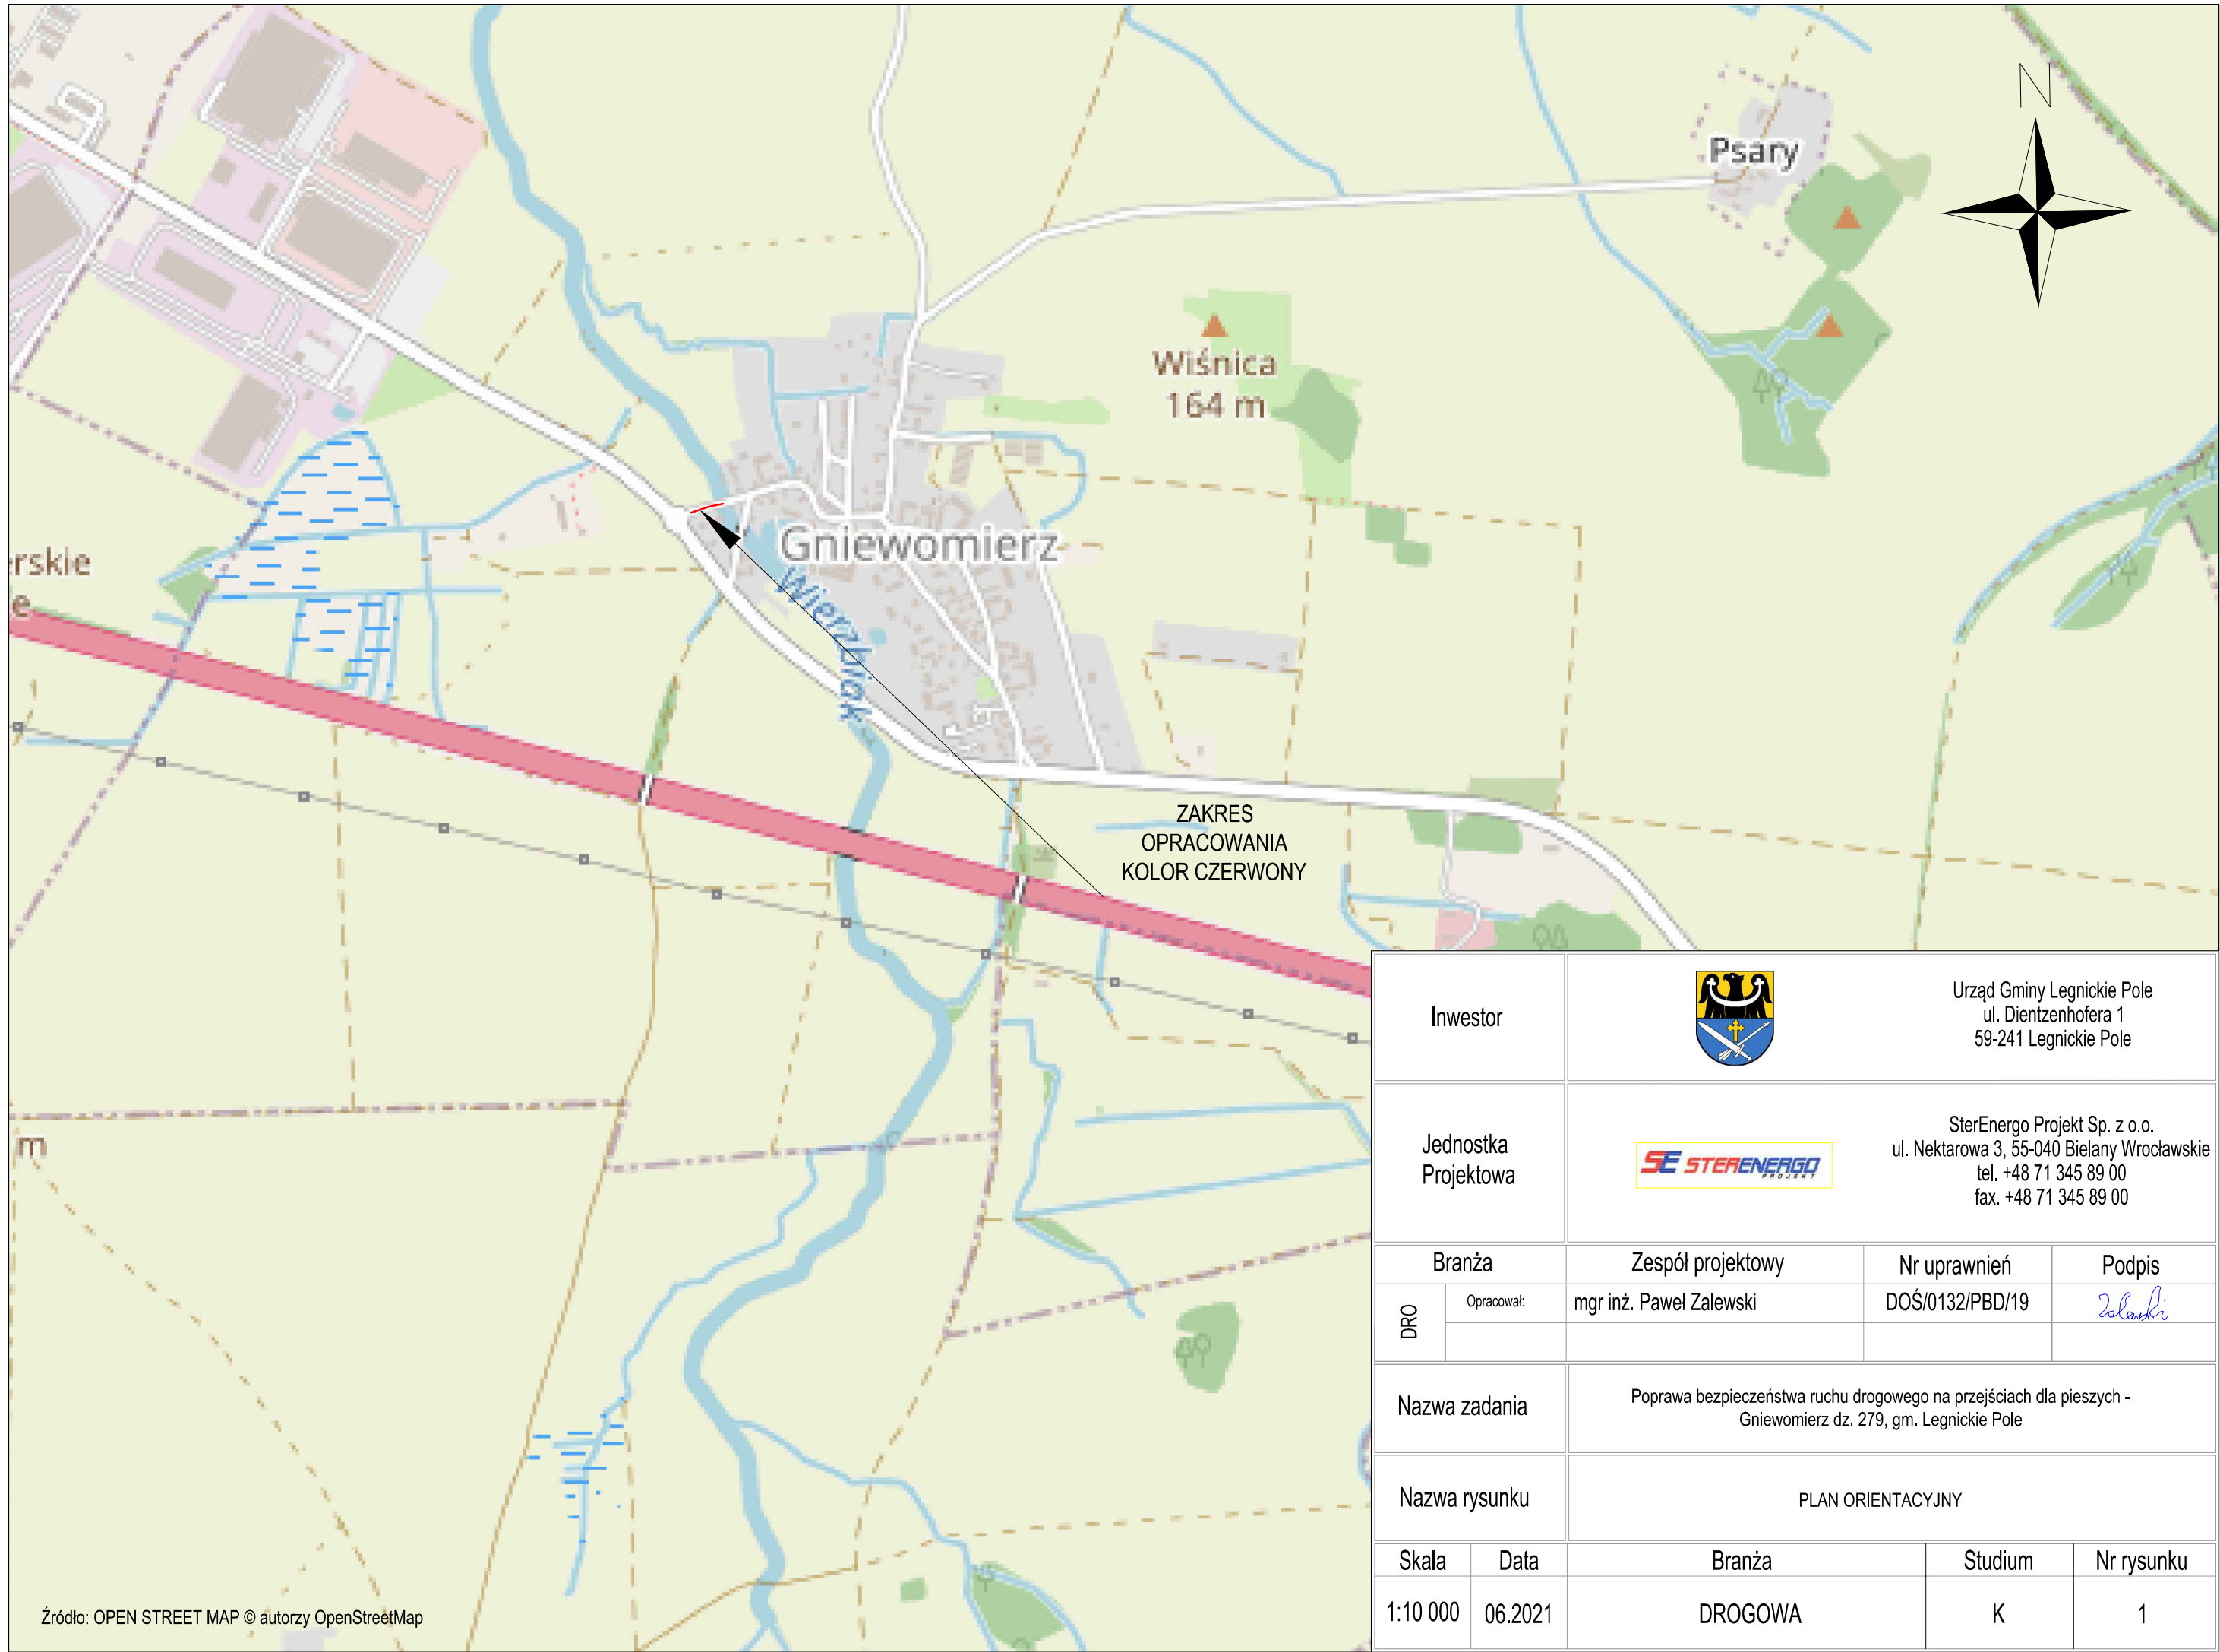 N
Psary
Wiśnica
164 m
Gniewomierz
Wierzbiak
rskie
e
m
ZAKRES
OPRACOWANIA
KOLOR CZERWONY
Źródło: OPEN STREET MAP © autorzy OpenStreetMap
Inwestor
Urząd Gminy Legnickie Pole
ul. Dientzenhofera 1
59-241 Legnickie Pole
Jednostka
Projektowa
SE STERENERGO
PROJEKT
SterEnergo Projekt Sp. z o.o.
ul. Nektarowa 3, 55-040 Bielany Wrocławskie
tel. +48 71 345 89 00
fax. +48 71 345 89 00
Branża Zespół projektowy Nr uprawnień Podpis
DRO Opracował: mgr inż. Paweł Zalewski DOŚ/0132/PBD/19 Zalewski
Nazwa zadania
Poprawa bezpieczeństwa ruchu drogowego na przejściach dla pieszych -
Gniewomierz dz. 279, gm. Legnickie Pole
Nazwa rysunku
PLAN ORIENTACYJNY
Skala Data Branża Studium Nr rysunku
1:10 000 06.2021 DROGOWA K 1